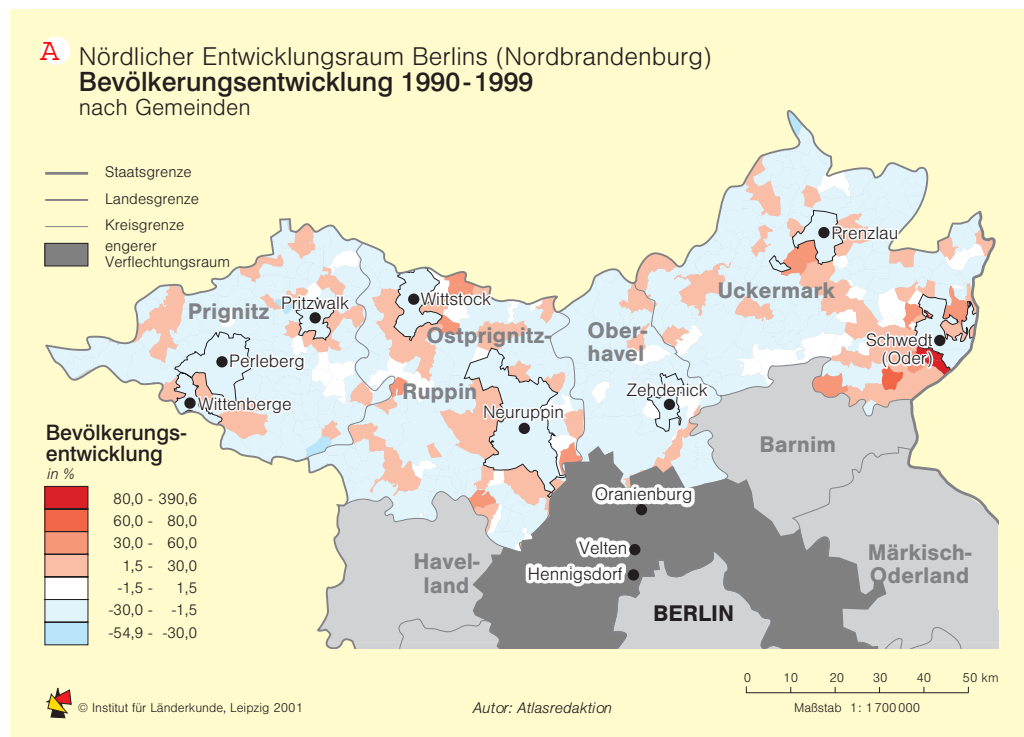 A
Nördlicher Entwicklungsraum Berlins (Nordbrandenburg)
Bevölkerungsentwicklung 1990-1999
nach Gemeinden
Staatsgrenze
Landesgrenze
Kreisgrenze
engerer
Verflechtungsraum
Prenzlau
Uckermark
Prignitz
Pritzwalk
Wittstock
Ostprignitz-
Ruppin
Ober-
havel
Schwedt
(Oder)
Perleberg
Wittenberge
Zehdenick
Neuruppin
Barnim
Bevölkerungs-
entwicklung
in %
80,0 - 390,6
60,0 - 80,0
30,0 - 60,0
1,5 - 30,0
-1,5 - 1,5
-30,0 - -1,5
-54,9 - -30,0
Oranienburg
Velten
Hennigsdorf
Havel-
land
Märkisch-
Oderland
BERLIN
0 10 20 30 40 50 km
Maßstab 1: 1700000
© Institut für Länderkunde, Leipzig 2001
Autor: Atlasredaktion